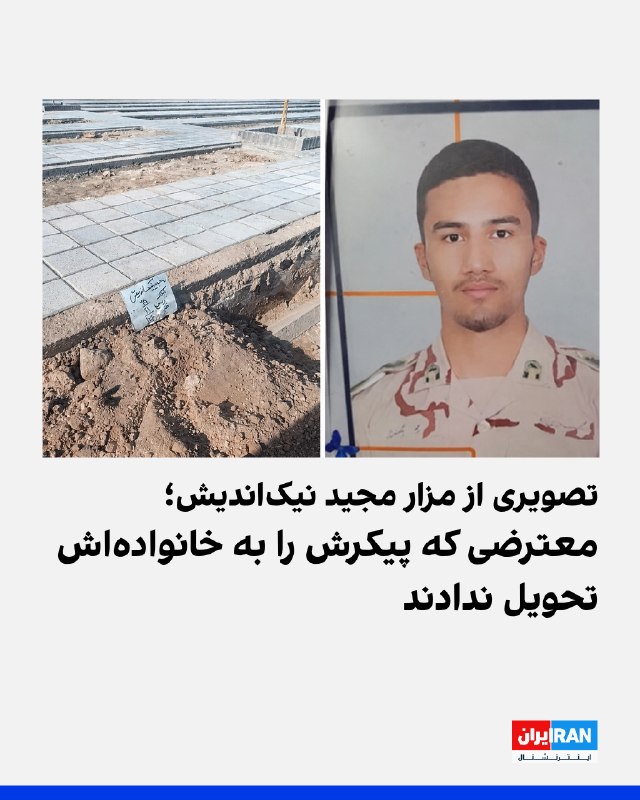 تصویری از مزار مجید نیک‌اندیش؛
معترضی که پیکرش را به خانواده‌اش
تحویل ندادند
ایران IRAN
اینترنشنال